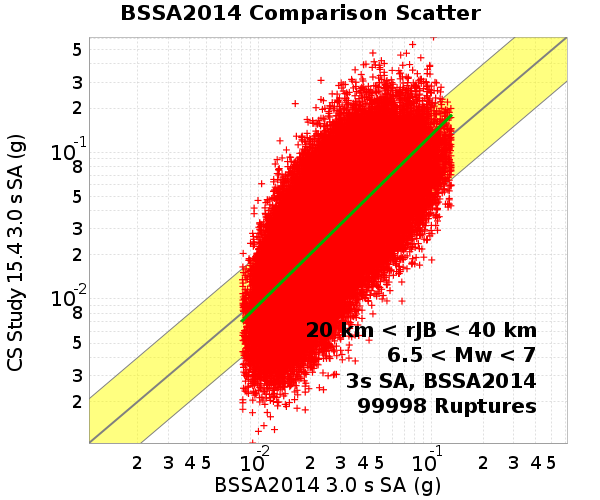 BSSA2014 Comparison Scatter
CS Study 15.4 3.0 s SA (g)
5
3
2
10-1
8
5
3
2
10-2
8
5
3
2
20 km < rJB < 40 km
6.5 < Mw < 7
3s SA, BSSA2014
99998 Ruptures
2 3 4 5 10-2 2 3 4 5 10-1 2 3 4 5
BSSA2014 3.0 s SA (g)